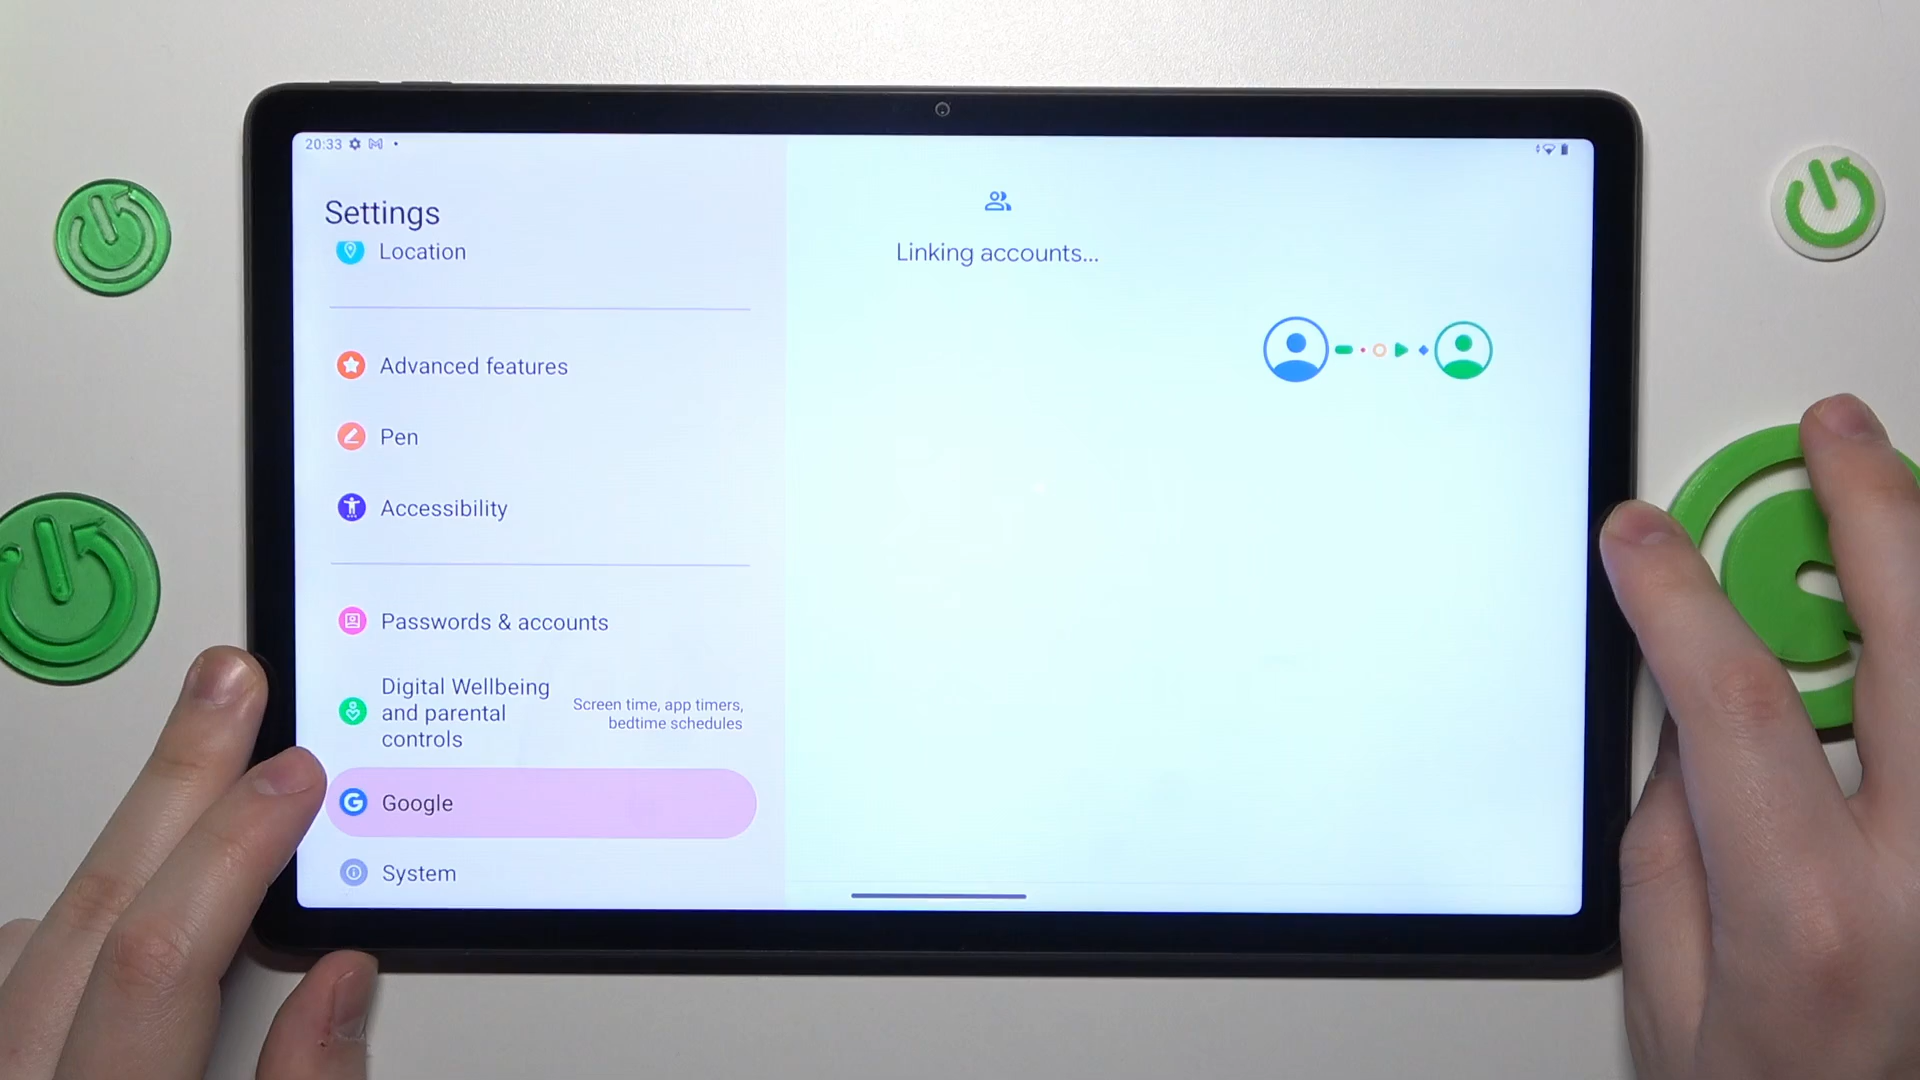 20:33
Settings
Location
Advanced features
Pen
Accessibility
Passwords & accounts
Digital Wellbeing
and parental
controls
Screen time, app timers,
bedtime schedules
Google
System
Linking accounts...